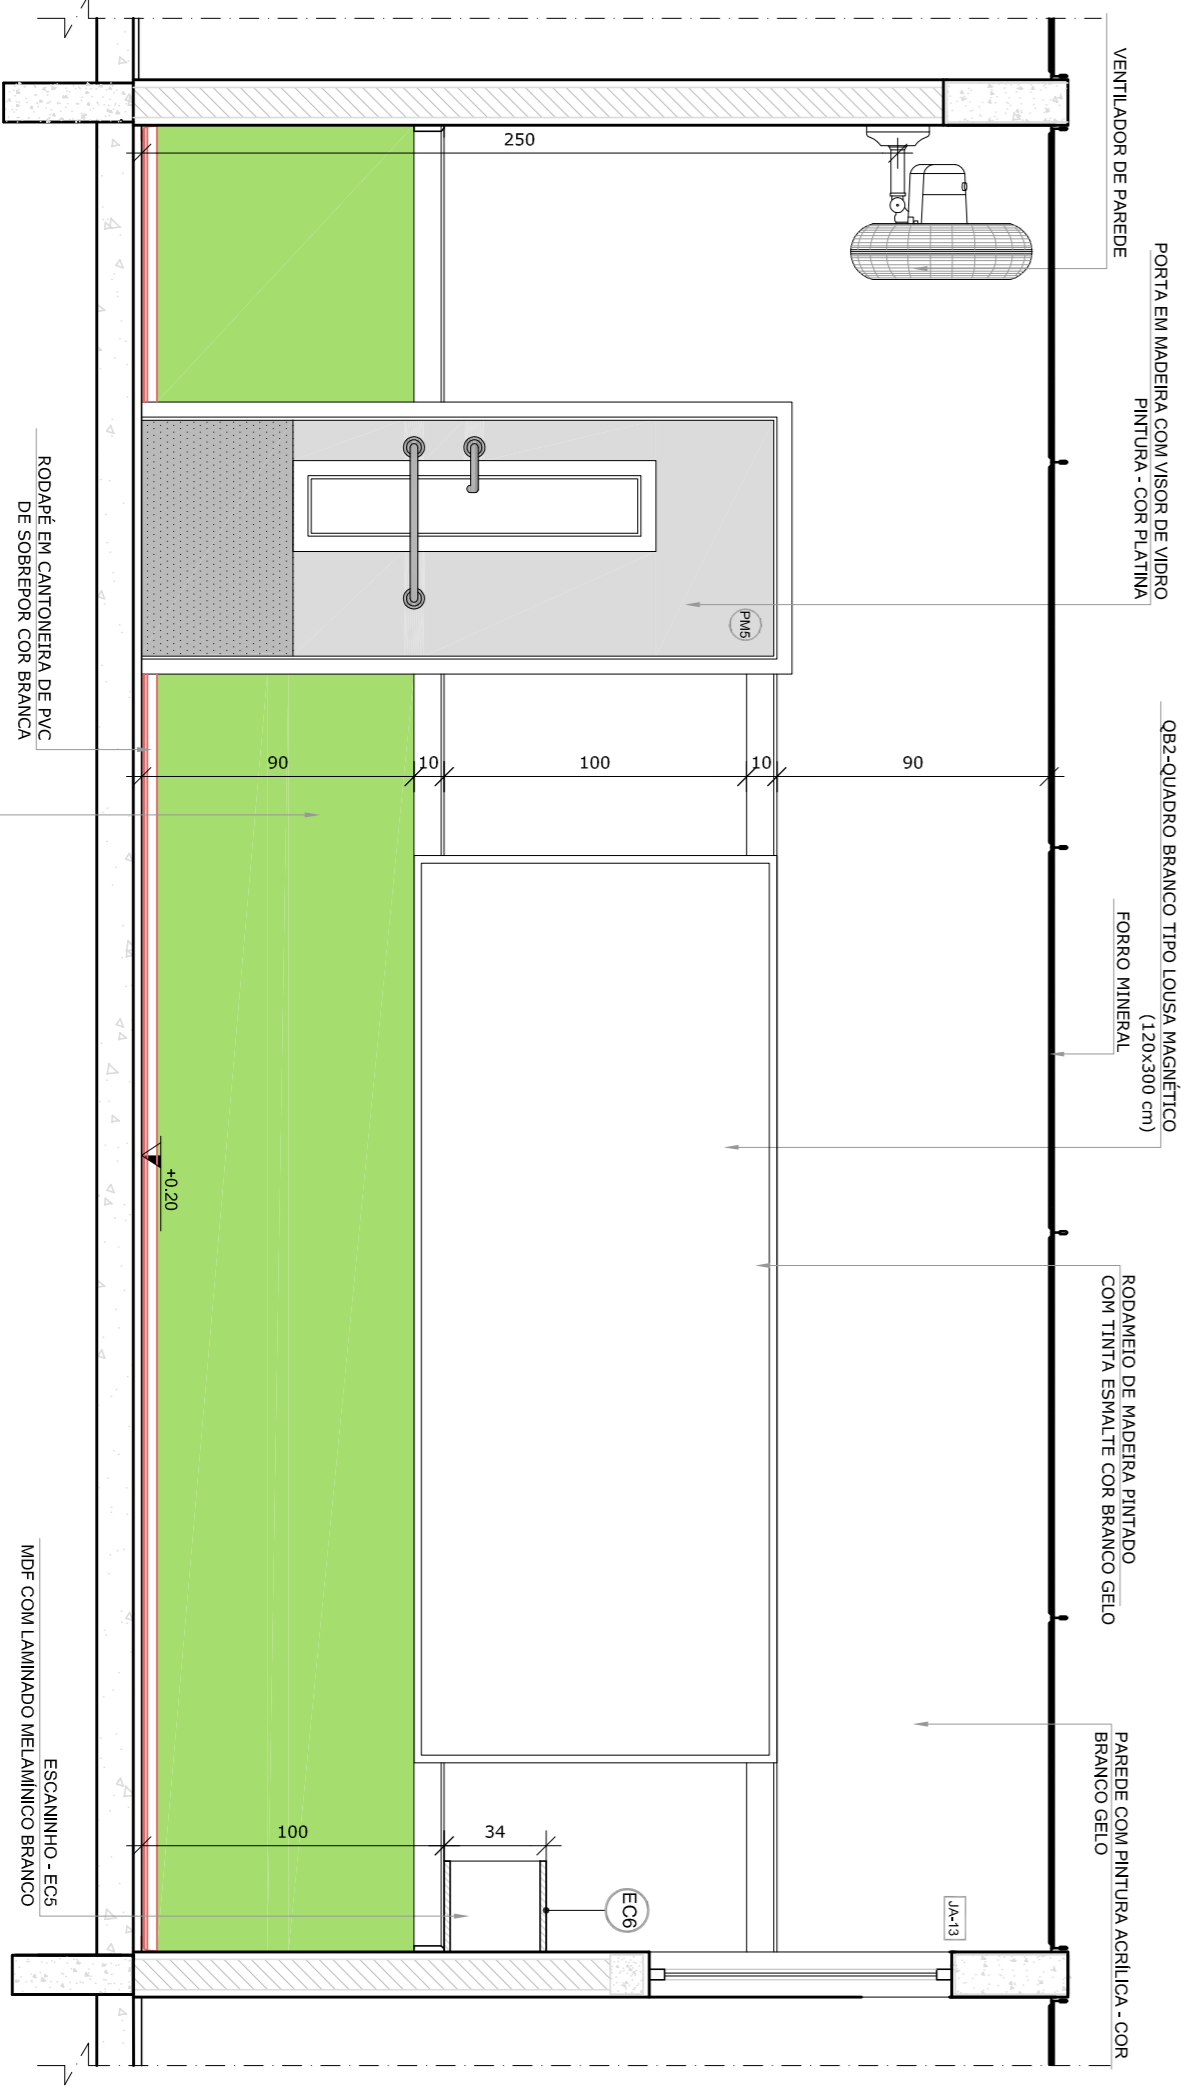 VENTILADOR DE PAREDE
PORTA EM MADEIRA COM VISOR DE VIDRO
PINTURA - COR PLATINA
QB2-QUADRO BRANCO TIPO LOUSA MAGNÉTICO
(120x300 cm)
FORRO MINERAL
RODAMEIO DE MADEIRA PINTADO
COM TINTA ESMALTE COR BRANCO GELO
PAREDE COM PINTURA ACRÍLICA - COR
BRANCO GELO
250
PM5
90
10
100
10
90
JA-13
EC6
34
100
+0.20
RODAPÉ EM CANTONEIRA DE PVC
DE SOBREPOR COR BRANCA
ESCANINHO - EC5
MDF COM LAMINADO MELAMÍNICO BRANCO